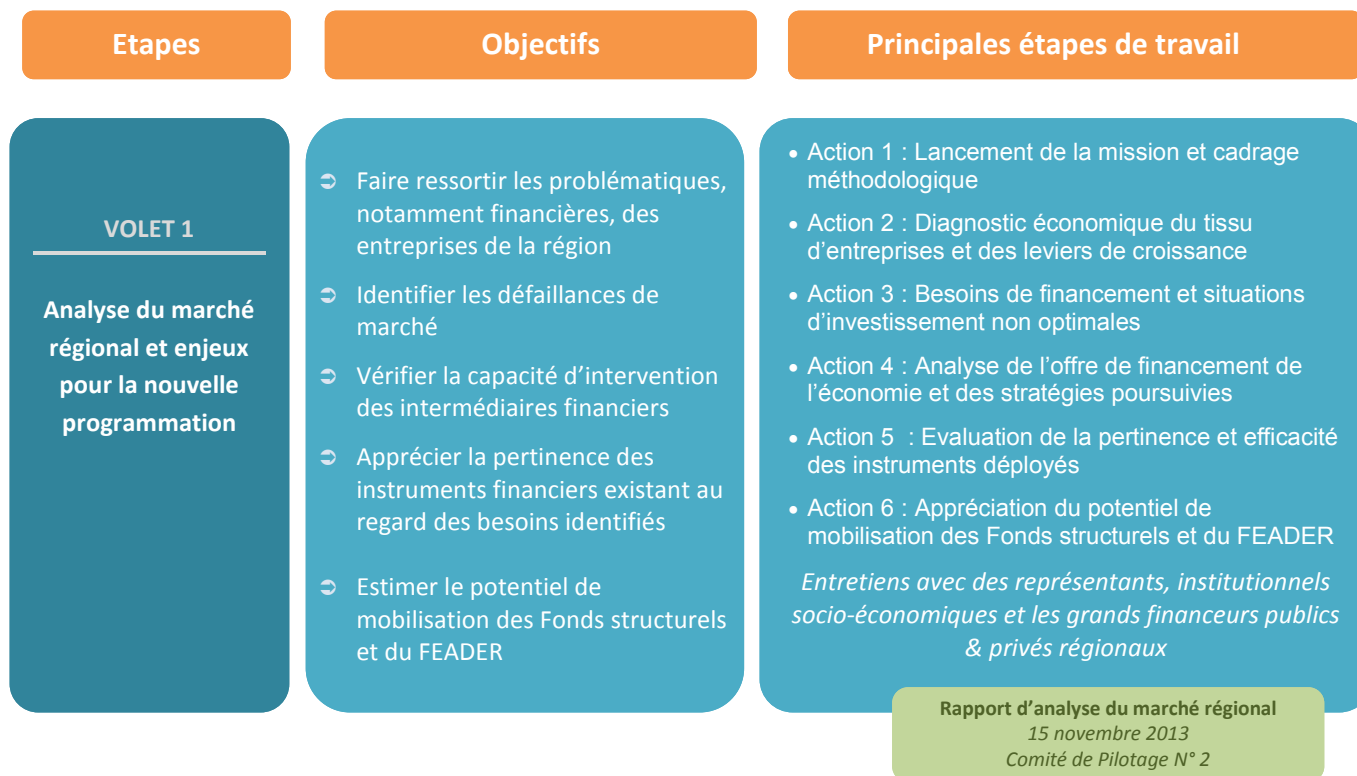 Etapes
Objectifs
Principales étapes de travail
VOLET 1
Analyse du marché
régional et enjeux
pour la nouvelle
programmation
➲ Faire ressortir les problématiques,
notamment financières, des
entreprises de la région
➲ Identifier les défaillances de
marché
➲ Vérifier la capacité d’intervention
des intermédiaires financiers
➲ Apprécier la pertinence des
instruments financiers existant au
regard des besoins identifiés
➲ Estimer le potentiel de
mobilisation des Fonds structurels
et du FEADER
• Action 1 : Lancement de la mission et cadrage
méthodologique
• Action 2 : Diagnostic économique du tissu
d’entreprises et des leviers de croissance
• Action 3 : Besoins de financement et situations
d’investissement non optimales
• Action 4 : Analyse de l’offre de financement de
l’économie et des stratégies poursuivies
• Action 5  : Evaluation de la pertinence et efficacité
des instruments déployés
• Action 6 : Appréciation du potentiel de
mobilisation des Fonds structurels et du FEADER
Entretiens avec des représentants, institutionnels
socio-économiques et les grands financeurs publics
& privés régionaux
Rapport d’analyse du marché régional
15 novembre 2013
Comité de Pilotage N° 2